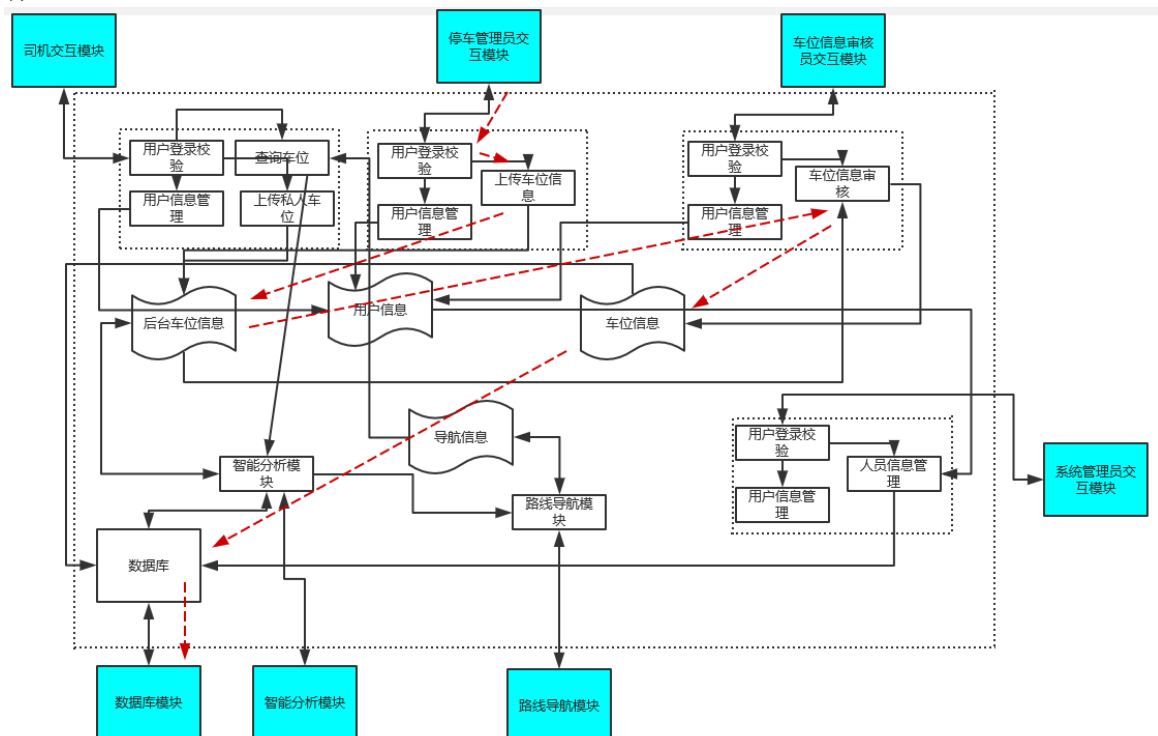 司机交互模块
停车管理员交
互模块
车位信息审核
员交互模块
用户登录校
验
查询车位
用户信息管
理
上传私人车
位
用户登录校
验
上传车位信
息
用户信息管
理
用户登录校
验
车位信息审
核
用户信息管
理
后台车位信息
用户信息
车位信息
导航信息
智能分析模
块
路线导航模
块
用户登录校
验
人员信息管
理
用户信息管
理
系统管理员交
互模块
数据库
数据库模块
智能分析模块
路线导航模块